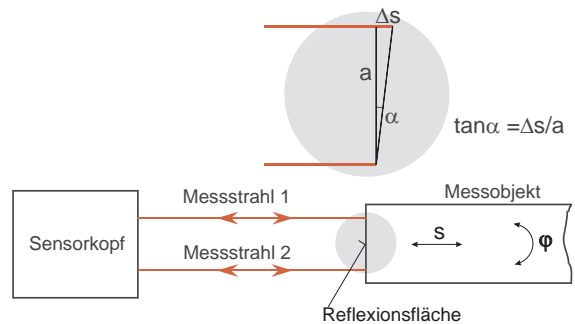 Δs
a
α
tanα =Δs/a
Messstrahl 1
Messobjekt
Sensorkopf
s
φ
Messstrahl 2
Reflexionsfläche